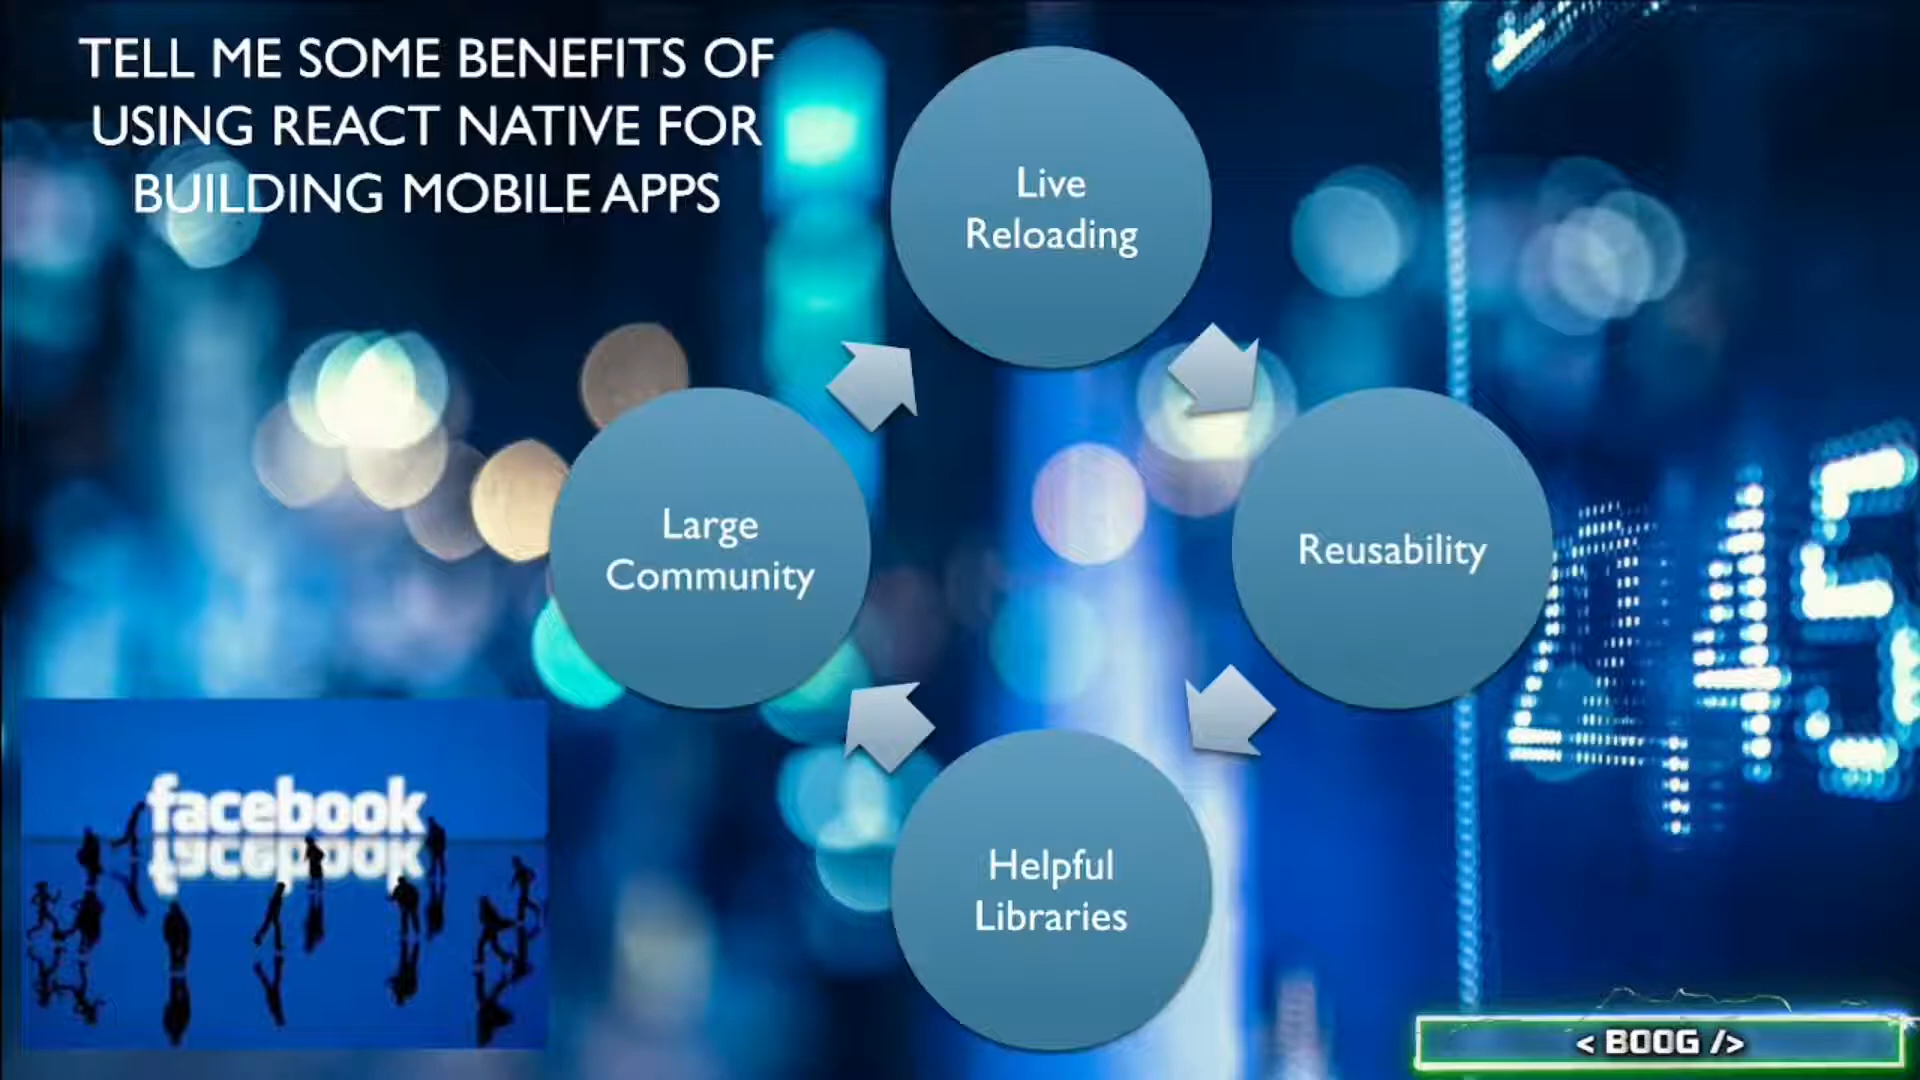 TELL ME SOME BENEFITS OF
USING REACT NATIVE FOR
BUILDING MOBILE APPS
Live
Reloading
Reusability
Helpful
Libraries
Large
Community
facebook
< BOOG />